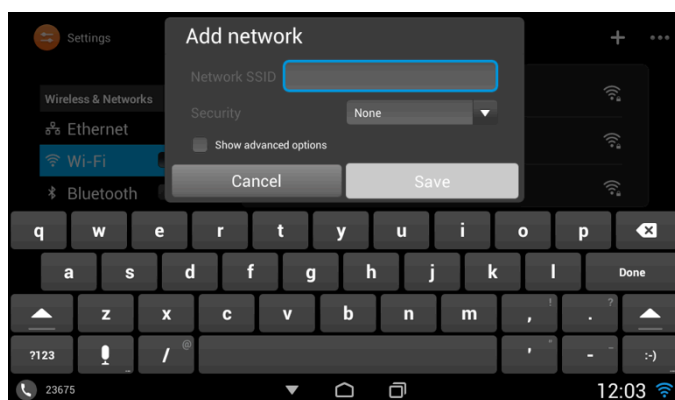 Settings
Add network
Network SSID
Wireless & Networks
Security None
Ethernet
Show advanced options
Wi-Fi
Cancel Save
Bluetooth
q w e r t y u i o p
a s d f g h j k l Done
z x c v b n m , ! . ?
?123 / @ ' " - _ :-)
23675 12:03